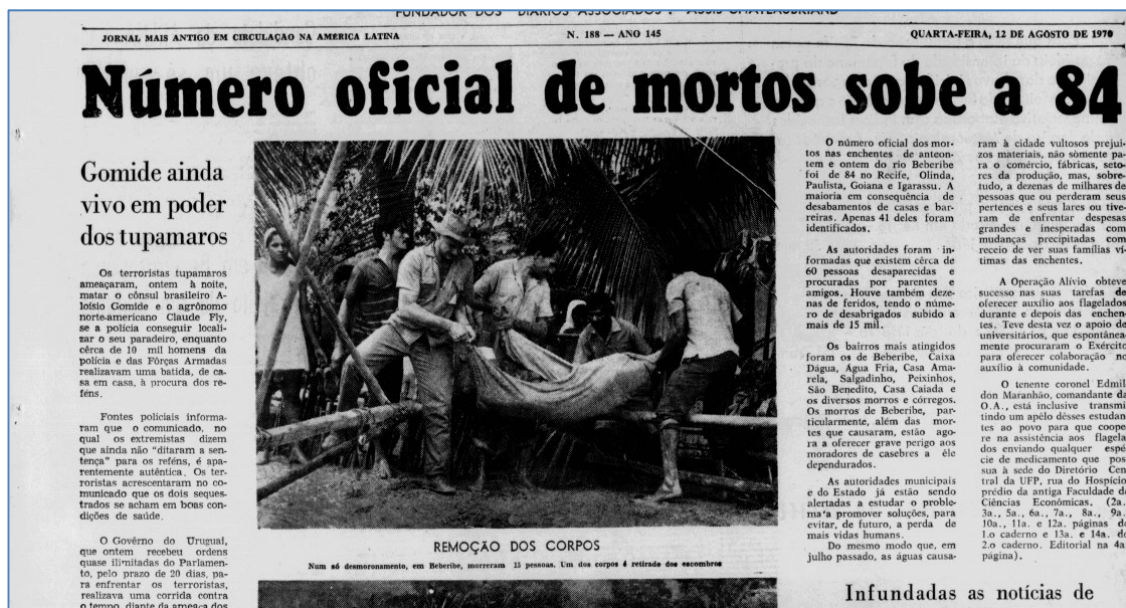 FUNDADOR DOS "DIÁRIOS ASSOCIADOS": ASSIS CHATEAUBRIAND
JORNAL MAIS ANTIGO EM CIRCULAÇÃO NA AMÉRICA LATINA
N. 188 — ANO 145
QUARTA-FEIRA, 12 DE AGÔSTO DE 1970
Número oficial de mortos sobe a 84
Gomide ainda
vivo em poder
dos tupamaros
Os terroristas tupamaros
ameaçaram, ontem à noite,
matar o cônsul brasileiro A-
loísio Gomide e o agrônomo
norte-americano Claude Fly,
se a polícia conseguir locali-
zar o seu paradeiro, enquanto
cêrca de 10 mil homens da
polícia e das Fôrças Armadas
realizavam uma batida, de ca-
sa em casa, à procura dos re-
féns.
Fontes policiais informa-
ram que o comunicado, no
qual os extremistas dizem
que ainda não "ditaram a sen-
tença" para os reféns, é apa-
rentemente autêntica. Os ter-
roristas acrescentaram no co-
municado que os dois seques-
trados se acham em boas con-
dições de saúde.
O Govêrno do Uruguai,
que ontem recebeu ordens
quase ilimitadas do Parlamen-
to, pelo prazo de 20 dias, pa-
ra enfrentar os terroristas,
realizava uma corrida contra
o tempo, diante da ameaça dos
REMOÇÃO DOS CORPOS
Num só desmoronamento, em Beberibe, morreram 15 pessoas. Um dos corpos é retirado dos escombros
O número oficial dos mor-
tos nas enchentes de anteon-
tem e ontem do rio Beberibe
foi de 84 no Recife, Olinda,
Paulista, Goiana e Igarassu. A
maioria em consequência de
desabamentos de casas e bar-
reiras. Apenas 41 deles foram
identificados.
As autoridades foram in-
formadas que existem cêrca de
60 pessoas desaparecidas e
procuradas por parentes e
amigos. Houve também deze-
nas de feridos, tendo o núme-
ro de desabrigados subido a
mais de 15 mil.
Os bairros mais atingidos
foram os de Beberibe, Caixa
Dágua, Agua Fria, Casa Ama-
rela, Salgadinho, Peixinhos,
São Benedito, Casa Caiada e
os diversos morros e córregos.
Os morros de Beberibe, par-
ticularmente, além das mor-
tes que causaram, estão ago-
ra a oferecer grave perigo aos
moradores de casebres a êle
dependurados.
As autoridades municipais
e do Estado já estão sendo
alertadas a estudar o proble-
ma a promover soluções, para
evitar, de futuro, a perda de
mais vidas humans.
Do mesmo modo que, em
julho passado, as águas causa-
ram à cidade vultosos prejuí-
zos materiais, não sòmente pa-
ra o comércio, fábricas, seto-
res da produção, mas, sobre-
tudo, a dezenas de milhares de
pessoas que ou perderam seus
pertences e seus lares ou tive-
ram de enfrentar despesas
grandes e inesperadas com
mudanças precipitadas com
receio de ver suas famílias ví-
timas das enchentes.
A Operação Alívio obteve
sucesso nas suas tarefas de
oferecer auxílio aos flagelados
durante e depois das enchen-
tes. Teve desta vez o apoio de
universitários, que espontânea-
mente procuraram o Exército
para oferecer colaboração no
auxílio à comunidade.
O tenente coronel Edmil
don Maranhão, comandante da
O.A., está inclusive transmi
tindo um apêlo dêsses estudan
tes ao povo para que coope
re na assistência aos flagela
dos enviando qualquer espé
cie de medicamento que pos
sua à sede do Diretório Cen
tral da UFP, rua do Hospício
prédio da antiga Faculdade de
Ciências Econômicas. (2a.
3a., 5a., 6a., 7a., 8a., 9a.
10a., 11a. e 12a. páginas do
1.o caderno e 13a. e 14a. do
2.o caderno. Editorial na 4a
página).
Infundadas as notícias de